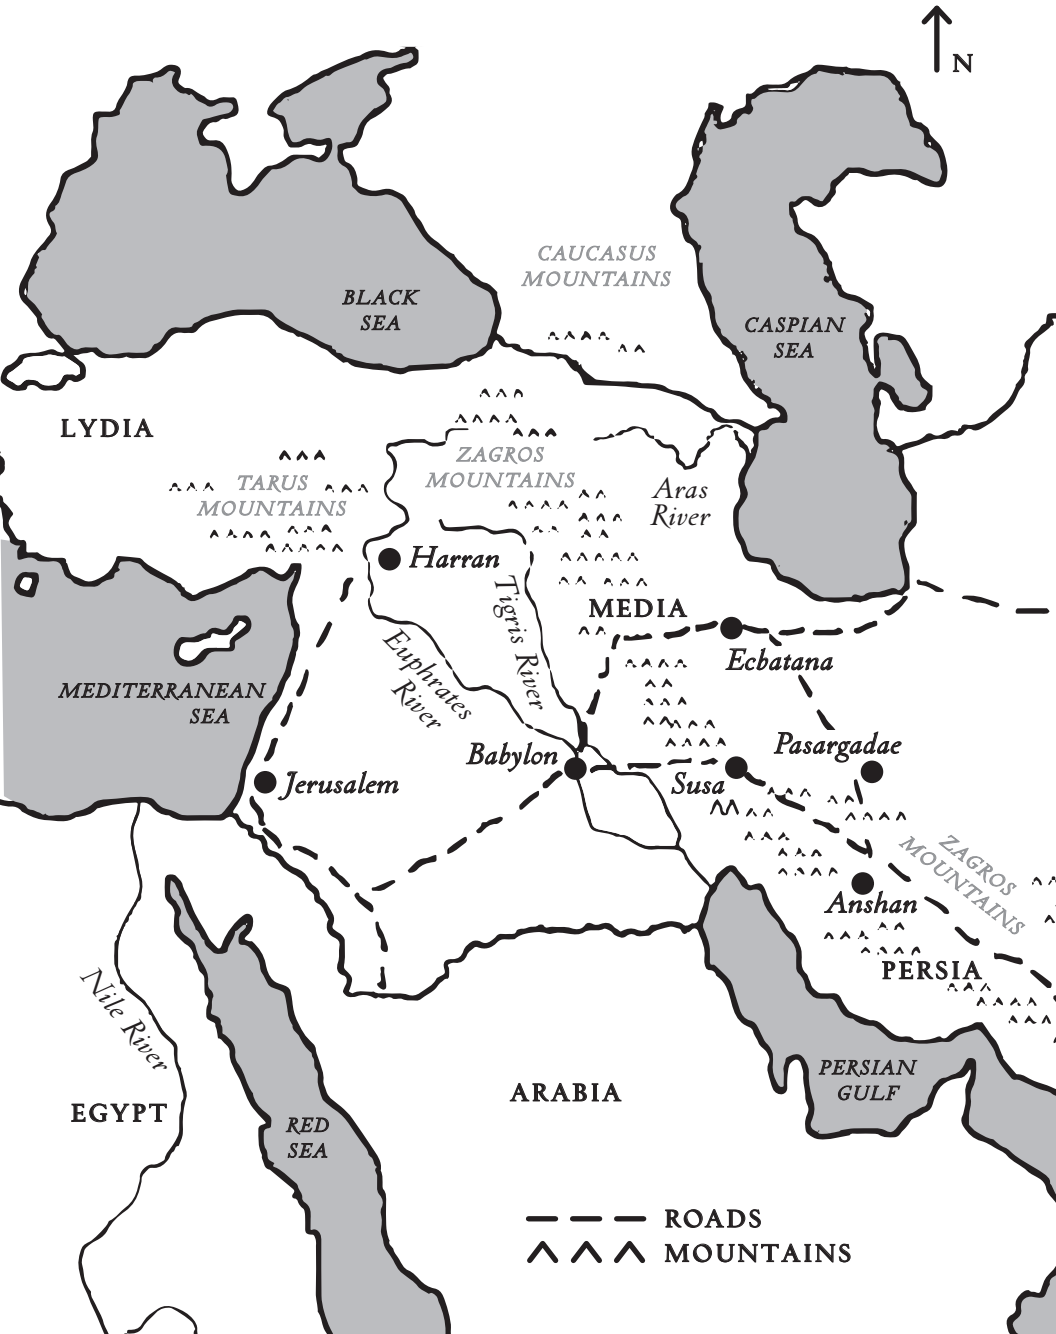 N
CAUCASUS
MOUNTAINS
BLACK
SEA
CASPIAN
SEA
LYDIA
ZAGROS
MOUNTAINS
TARUS
MOUNTAINS
Aras
River
Harran
Tigris River
MEDIA
Euphrates
River
Ecbatana
MEDITERRANEAN
SEA
Babylon
Pasargadae
Jerusalem
Susa
ZAGROS
MOUNTAINS
Anshan
PERSIA
Nile River
PERSIAN
GULF
ARABIA
EGYPT
RED
SEA
ROADS
MOUNTAINS